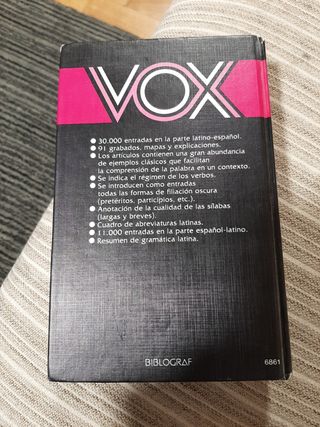 VOX
● 30.000 entradas en la parte latino-español.
● 91 grabados, mapas y explicaciones.
● Los artículos contienen una gran abundancia
de ejemplos clásicos que facilitan
la comprensión de la palabra en un contexto.
● Se indica el régimen de los verbos.
● Se introducen como entradas
todas las formas de filiación oscura
(pretéritos, participios, etc.).
● Anotación de la cualidad de las sílabas
(largas y breves).
● Cuadro de abreviaturas latinas.
● 11.000 entradas en la parte español-latino.
● Resumen de gramática latina.
BIBLOGRAF
6861